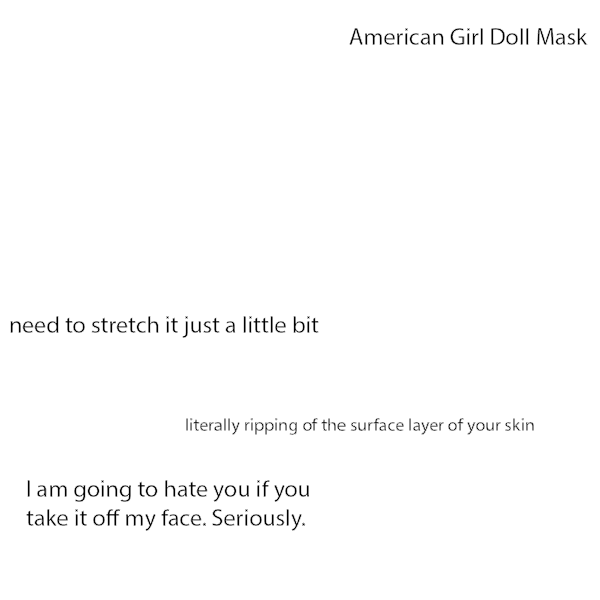 American Girl Doll Mask
need to stretch it just a little bit
literally ripping of the surface layer of your skin
I am going to hate you if you
take it off my face. Seriously.